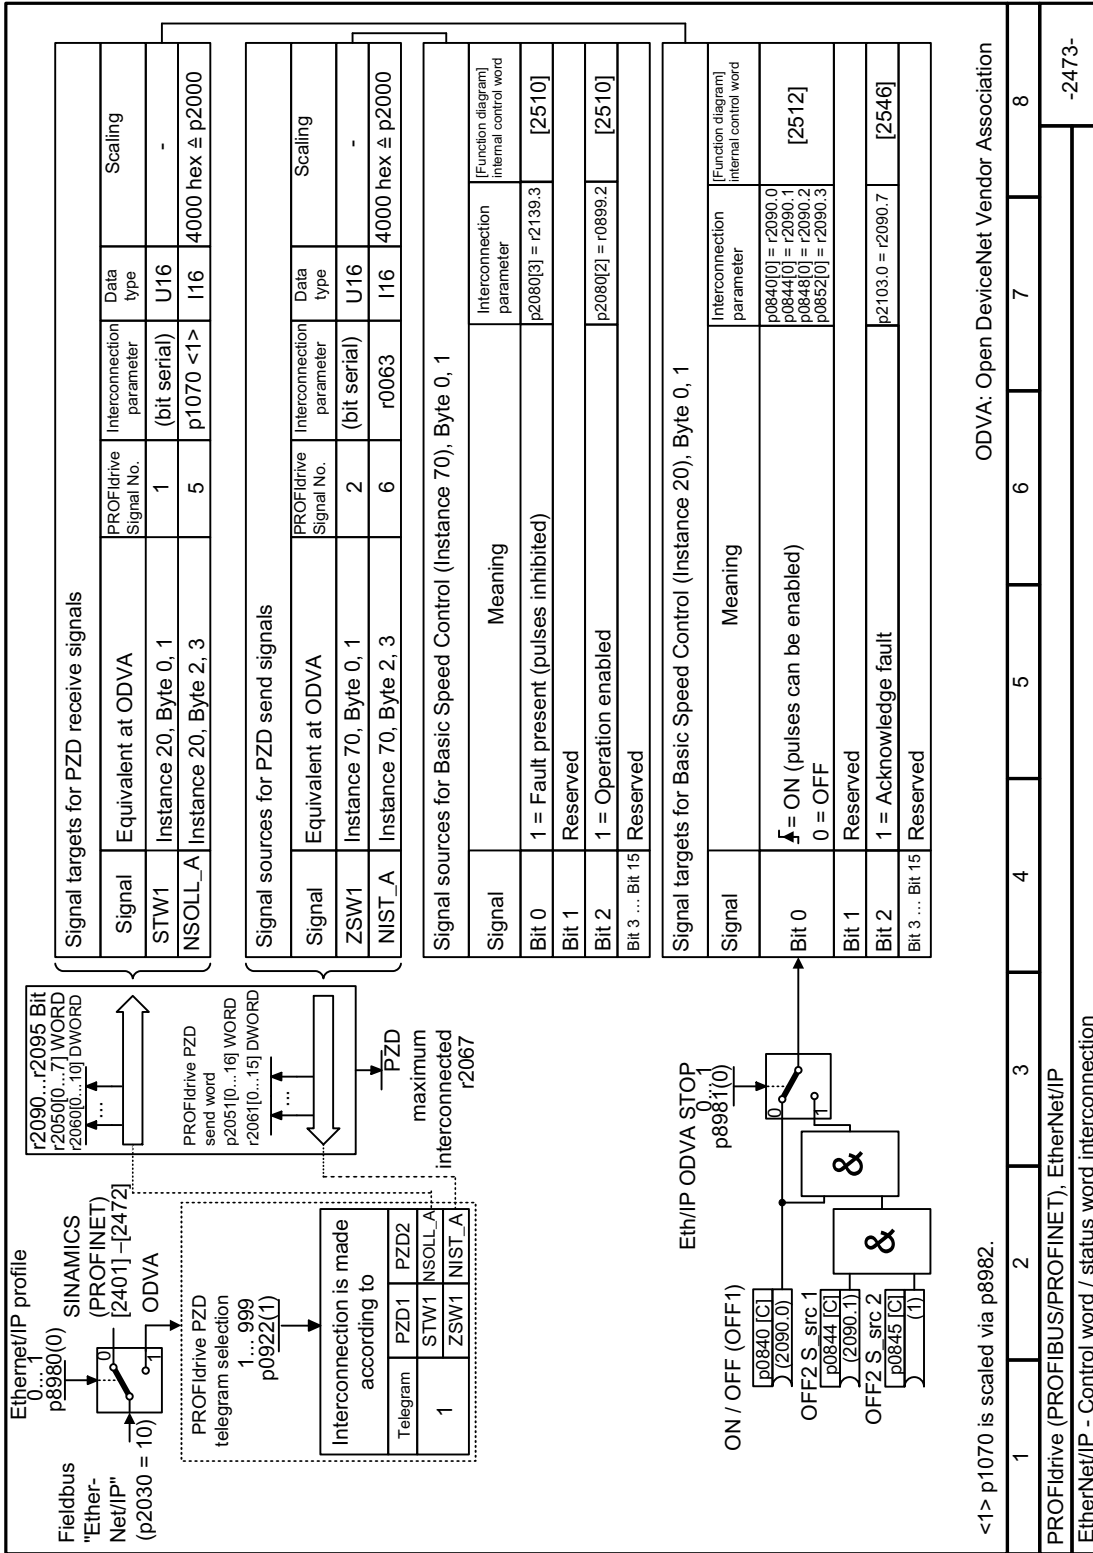 Ethernet/IP profile
0...1
p8980(0)
Fieldbus
"Ether-
Net/IP"
(p2030 = 10)
0
1
SINAMICS
(PROFINET)
[2401] –[2472]
ODVA
PROFIdrive PZD
telegram selection
1... 999
p0922(1)
Interconnection is made
according to
Telegram PZD1 PZD2
1 STW1 NSOLL_A
ZSW1 NIST_A
r2090...r2095 Bit
r2050[0...7] WORD
r2060[0...10] DWORD
...
PROFIdrive PZD
send word
p2051[0...16] WORD
r2061[0...15] DWORD
...
PZD
maximum
interconnected
r2067
Signal targets for PZD receive signals
Signal Equivalent at ODVA PROFIdrive Signal No. Interconnection parameter Data type Scaling
STW1 Instance 20, Byte 0, 1 1 (bit serial) U16 -
NSOLL_A Instance 20, Byte 2, 3 5 p1070 <1> I16 4000 hex ≙ p2000
Signal sources for PZD send signals
Signal Equivalent at ODVA PROFIdrive Signal No. Interconnection parameter Data type Scaling
ZSW1 Instance 70, Byte 0, 1 2 (bit serial) U16 -
NIST_A Instance 70, Byte 2, 3 6 r0063 I16 4000 hex ≙ p2000
Signal sources for Basic Speed Control (Instance 70), Byte 0, 1
Signal Meaning Interconnection parameter [Function diagram] internal control word
Bit 0 1 = Fault present (pulses inhibited) p2080[3] = r2139.3 [2510]
Bit 1 Reserved
Bit 2 1 = Operation enabled p2080[2] = r0899.2 [2510]
Bit 3 ... Bit 15 Reserved
Signal targets for Basic Speed Control (Instance 20), Byte 0, 1
Signal Meaning Interconnection parameter [Function diagram] internal control word
Bit 0 = ON (pulses can be enabled)
0 = OFF
p0840[0] = r2090.0
p0844[0] = r2090.1
p0848[0] = r2090.2
p0852[0] = r2090.3
[2512]
Bit 1 Reserved
Bit 2 1 = Acknowledge fault p2103.0 = r2090.7 [2546]
Bit 3 ... Bit 15 Reserved
Eth/IP ODVA STOP
0...1
p8981(0)
0
1
ON / OFF (OFF1)
p0840 [C]
(2090.0)
OFF2 S_src 1
p0844 [C]
(2090.1)
OFF2 S_src 2
p0845 [C]
(1)
&
&
<1> p1070 is scaled via p8982.
ODVA: Open DeviceNet Vendor Association
1 2 3 4 5 6 7 8
PROFIdrive (PROFIBUS/PROFINET), EtherNet/IP
-2473-
EtherNet/IP - Control word / status word interconnection